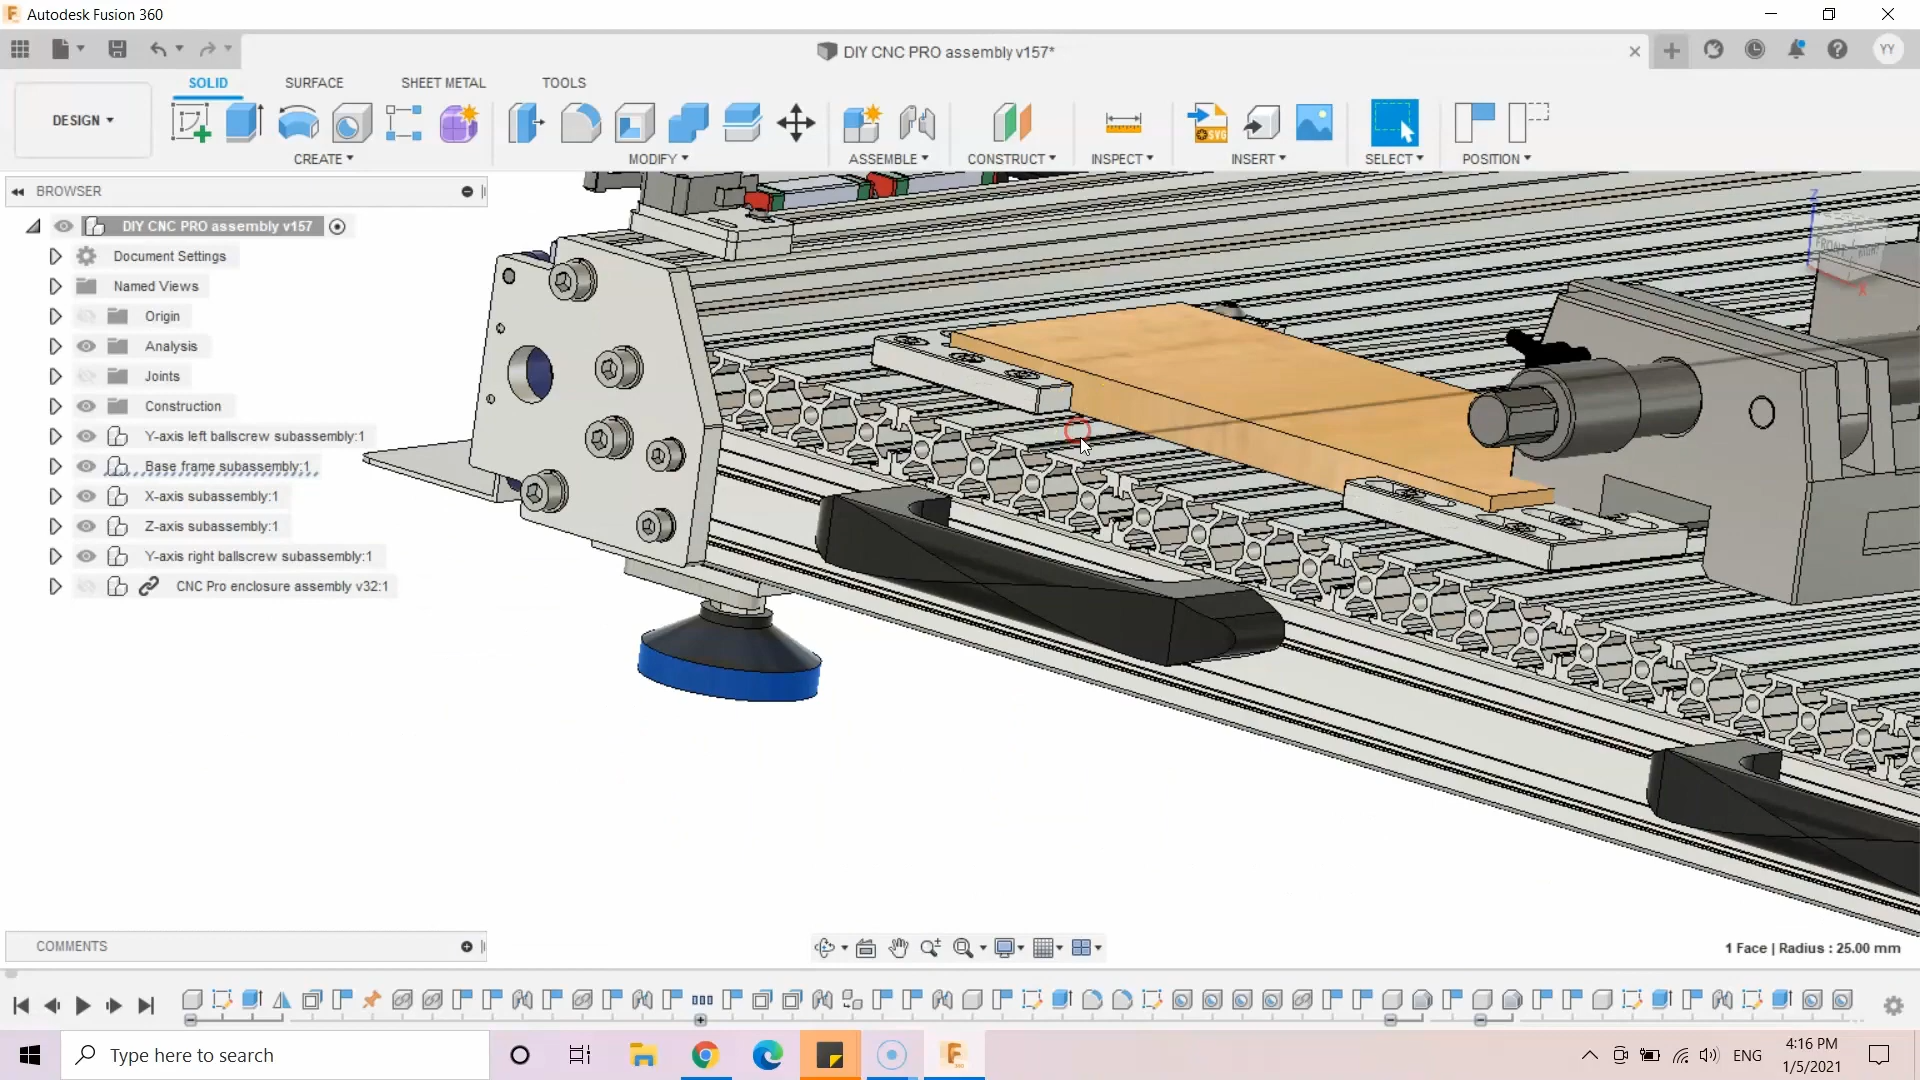 Autodesk Fusion 360
DIY CNC PRO assembly v157*
YY
DESIGN
SOLID
SURFACE
SHEET METAL
TOOLS
CREATE
MODIFY
ASSEMBLE
CONSTRUCT
INSPECT
INSERT
SELECT
POSITION
SVG
BROWSER
DIY CNC PRO assembly v157
Document Settings
Named Views
Origin
Analysis
Joints
Construction
Y-axis left ballscrew subassembly:1
Base frame subassembly:1
X-axis subassembly:1
Z-axis subassembly:1
Y-axis right ballscrew subassembly:1
CNC Pro enclosure assembly v32:1
Z
FRONT
RIGHT
X
COMMENTS
1 Face | Radius : 25.00 mm
Type here to search
ENG
4:16 PM
1/5/2021